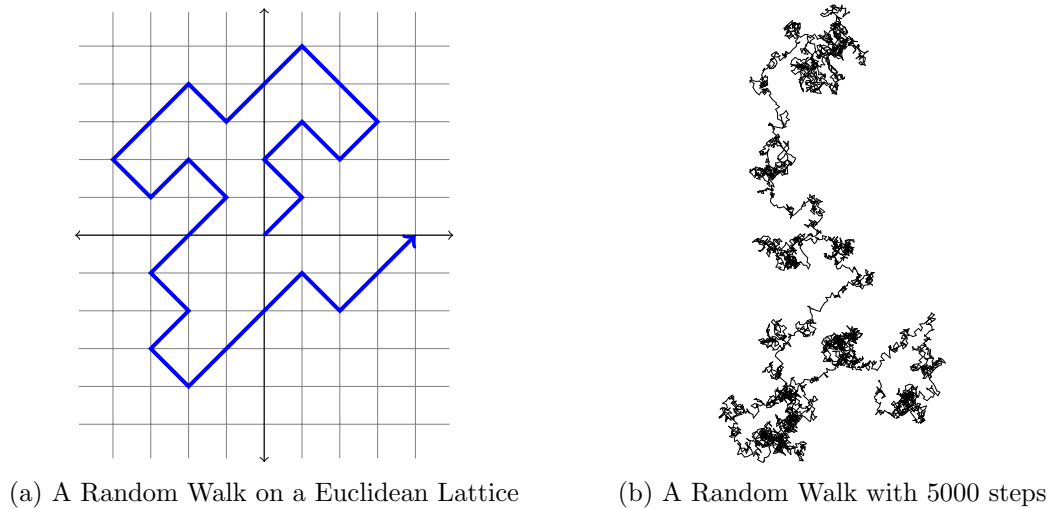 (a) A Random Walk on a Euclidean Lattice
(b) A Random Walk with 5000 steps